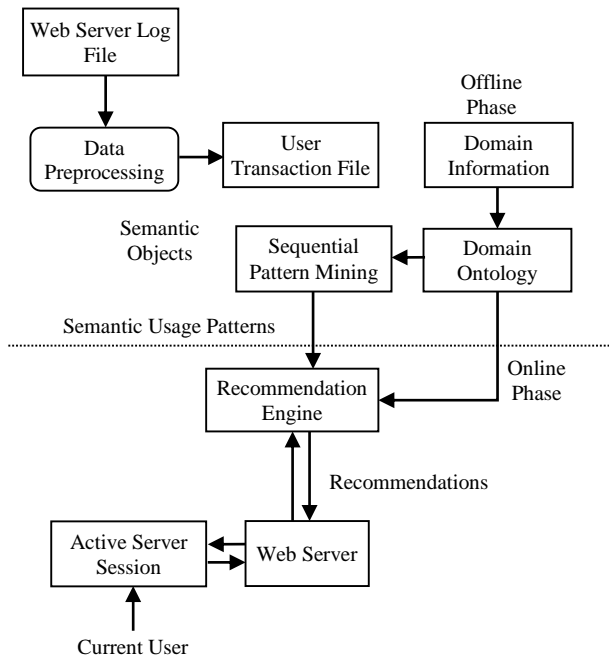 Web Server Log
File
Offline
Phase
Data
Preprocessing
User
Transaction File
Domain
Information
Semantic
Objects
Sequential
Pattern Mining
Domain
Ontology
Semantic Usage Patterns
Online
Phase
Recommendation
Engine
Recommendations
Active Server
Session
Web Server
Current User